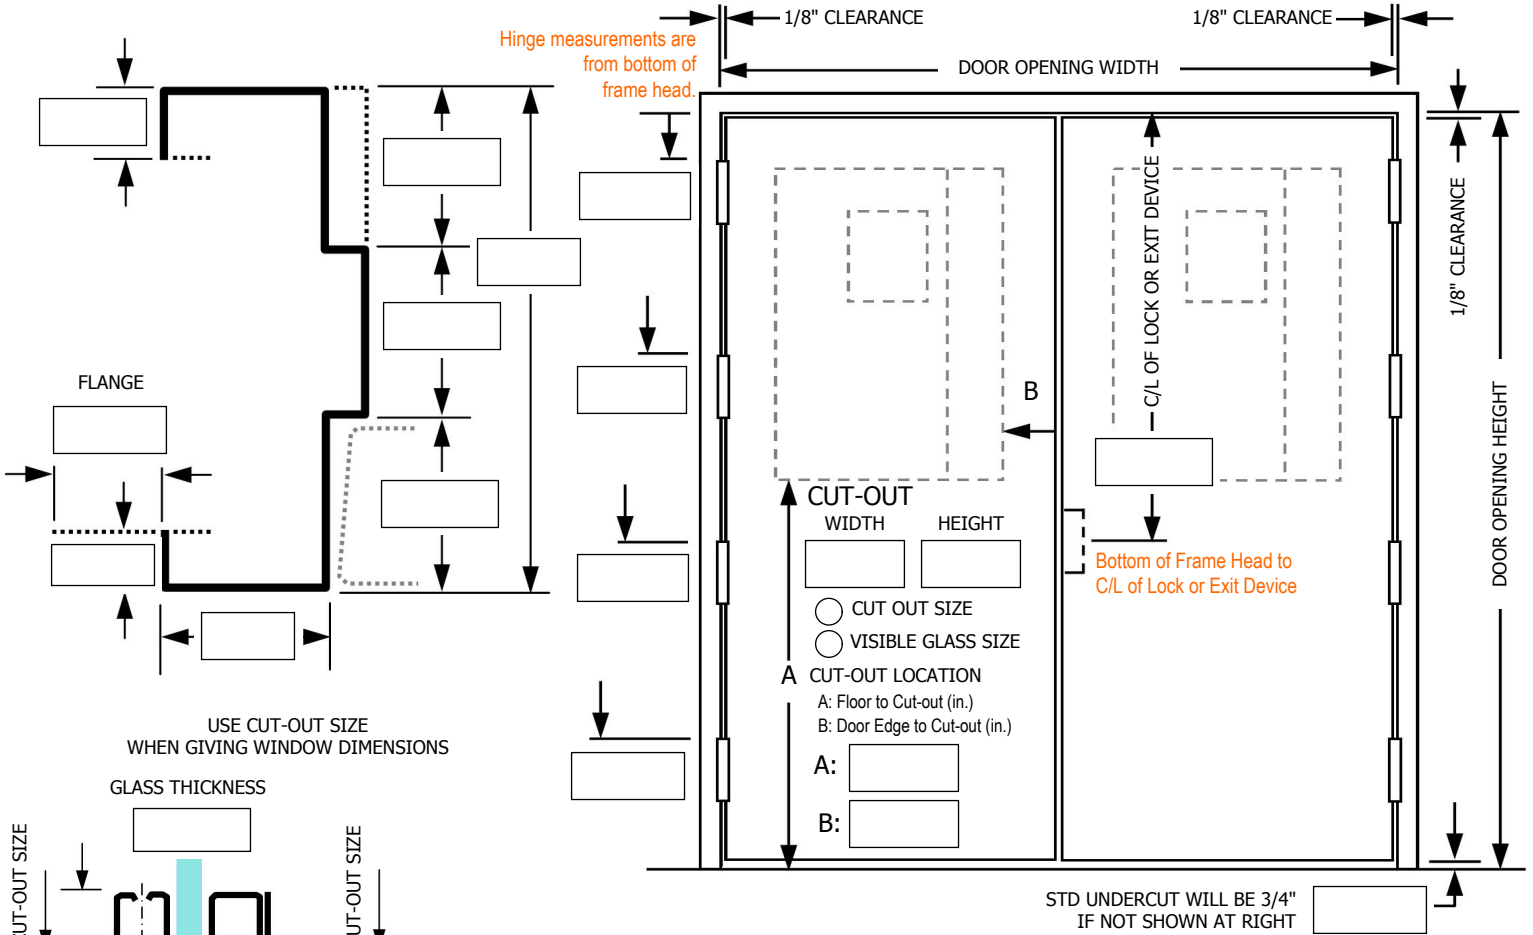 1/8" CLEARANCE
1/8" CLEARANCE
Hinge measurements are
from bottom of
frame head.
DOOR OPENING WIDTH
C/L OF LOCK OR EXIT DEVICE
1/8" CLEARANCE
DOOR OPENING HEIGHT
FLANGE
B
CUT-OUT
WIDTH HEIGHT
CUT OUT SIZE
VISIBLE GLASS SIZE
A
CUT-OUT LOCATION
A: Floor to Cut-out (in.)
B: Door Edge to Cut-out (in.)
A:
B:
Bottom of Frame Head to
C/L of Lock or Exit Device
USE CUT-OUT SIZE
WHEN GIVING WINDOW DIMENSIONS
GLASS THICKNESS
CUT-OUT SIZE
UT-OUT SIZE
STD UNDERCUT WILL BE 3/4"
IF NOT SHOWN AT RIGHT